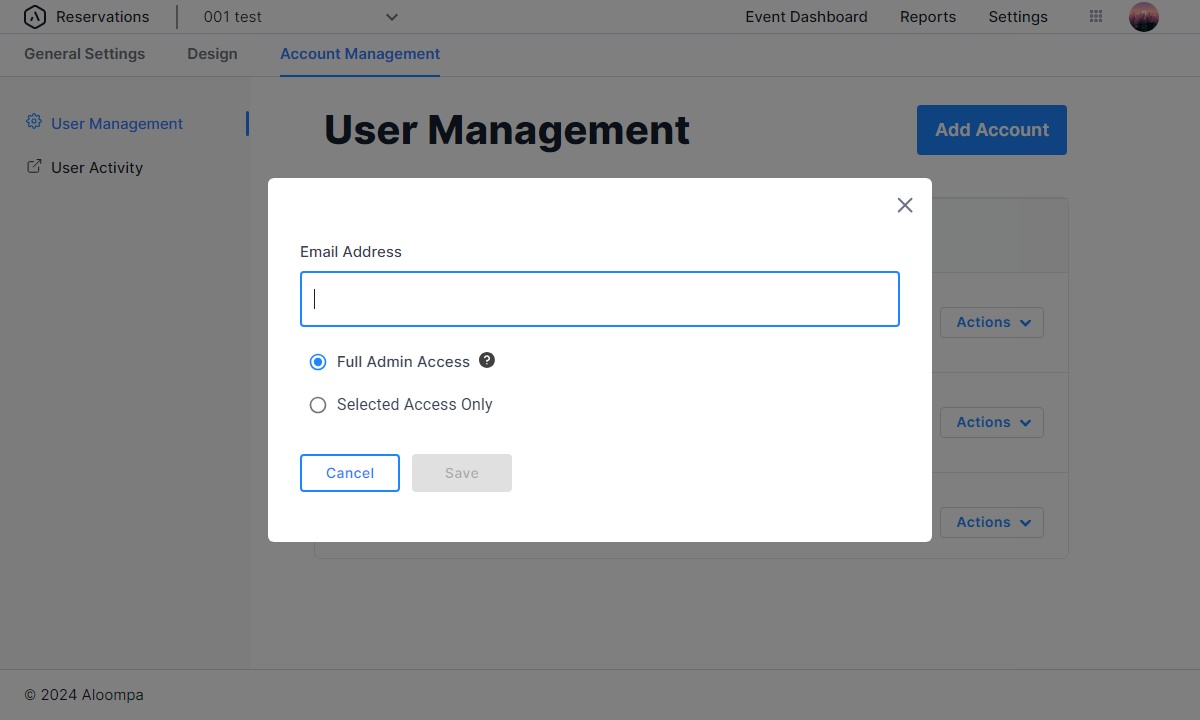 Reservations
001 test
Event Dashboard
Reports
Settings
General Settings
Design
Account Management
User Management
User Activity
User Management
Add Account
Email Address
Full Admin Access ?
Selected Access Only
Cancel
Save
Actions
Actions
Actions
© 2024 Aloompa